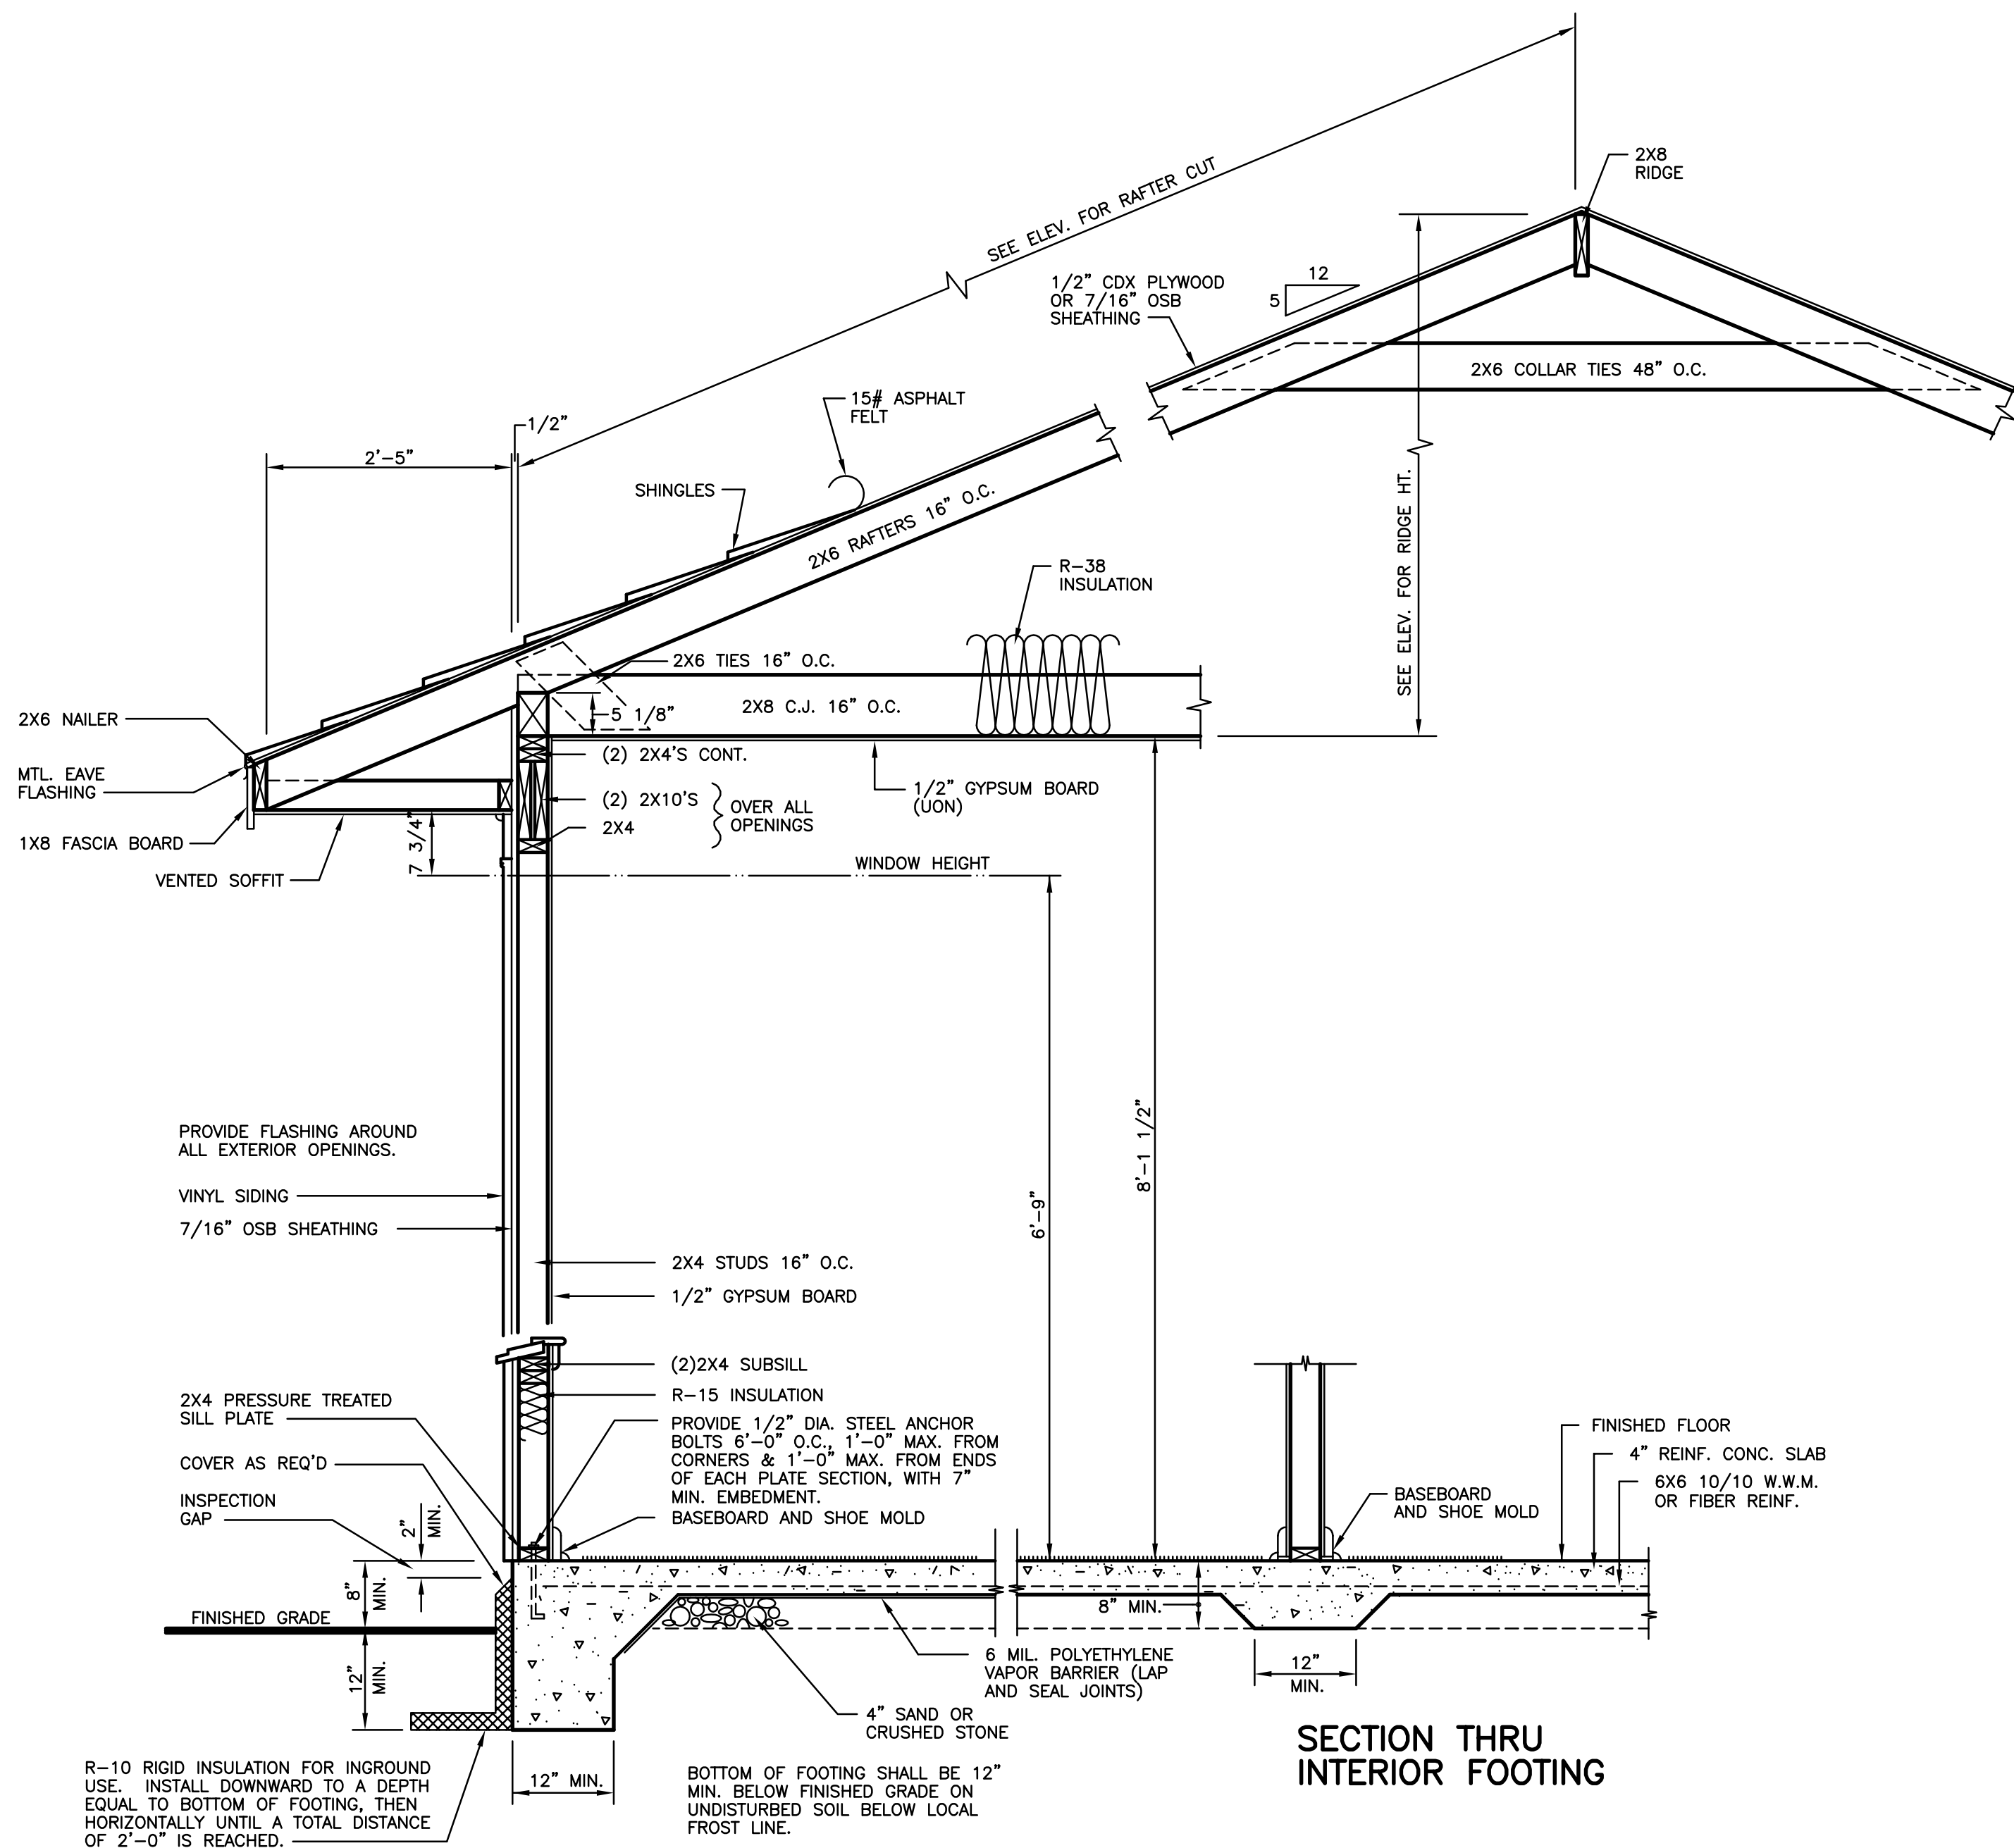 2X8
RIDGE
SEE ELEV. FOR RAFTER CUT
1/2" CDX PLYWOOD
OR 7/16" OSB
SHEATHING
12
5
2X6 COLLAR TIES 48" O.C.
15# ASPHALT
FELT
1/2"
2'-5"
SHINGLES
2X6 RAFTERS 16" O.C.
SEE ELEV. FOR RIDGE HT.
R-38
INSULATION
2X6 TIES 16" O.C.
2X8 C.J. 16" O.C.
5 1/8"
2X6 NAILER
MTL. EAVE
FLASHING
1X8 FASCIA BOARD
VENTED SOFFIT
7 3/4"
(2) 2X4'S CONT.
(2) 2X10'S
2X4
OVER ALL
OPENINGS
1/2" GYPSUM BOARD
(UON)
WINDOW HEIGHT
8'-1 1/2"
6'-9"
PROVIDE FLASHING AROUND
ALL EXTERIOR OPENINGS.
VINYL SIDING
7/16" OSB SHEATHING
2X4 STUDS 16" O.C.
1/2" GYPSUM BOARD
(2)2X4 SUBSILL
R-15 INSULATION
PROVIDE 1/2" DIA. STEEL ANCHOR
BOLTS 6'-0" O.C., 1'-0" MAX. FROM
CORNERS & 1'-0" MAX. FROM ENDS
OF EACH PLATE SECTION, WITH 7"
MIN. EMBEDMENT.
BASEBOARD AND SHOE MOLD
2X4 PRESSURE TREATED
SILL PLATE
COVER AS REQ'D
INSPECTION
GAP
2"
MIN.
8"
MIN.
FINISHED GRADE
12"
MIN.
FINISHED FLOOR
4" REINF. CONC. SLAB
6X6 10/10 W.W.M.
OR FIBER REINF.
BASEBOARD
AND SHOE MOLD
8" MIN.
12"
MIN.
6 MIL. POLYETHYLENE
VAPOR BARRIER (LAP
AND SEAL JOINTS)
4" SAND OR
CRUSHED STONE
12" MIN.
R-10 RIGID INSULATION FOR INGROUND
USE. INSTALL DOWNWARD TO A DEPTH
EQUAL TO BOTTOM OF FOOTING, THEN
HORIZONTALLY UNTIL A TOTAL DISTANCE
OF 2'-0" IS REACHED.
BOTTOM OF FOOTING SHALL BE 12"
MIN. BELOW FINISHED GRADE ON
UNDISTURBED SOIL BELOW LOCAL
FROST LINE.
SECTION THRU
INTERIOR FOOTING